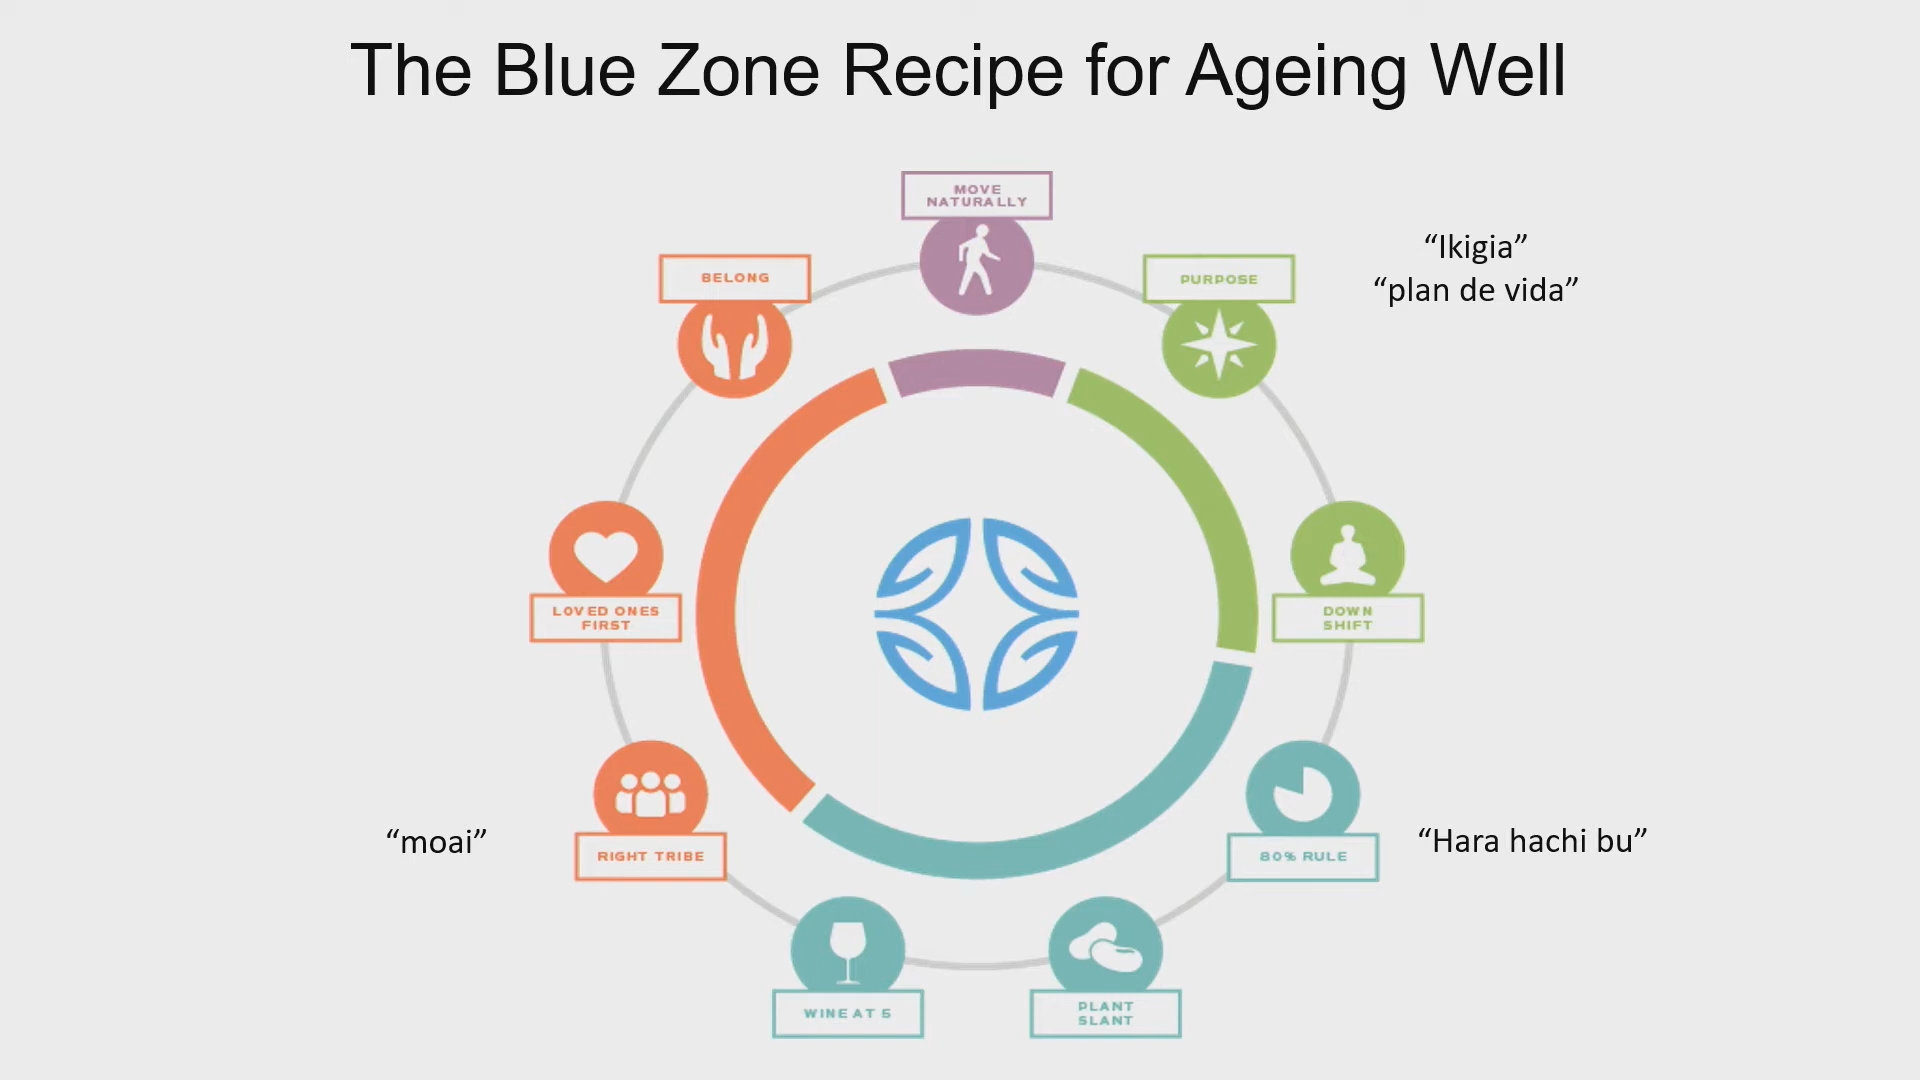 The Blue Zone Recipe for Ageing Well
MOVE
NATURALLY
“Ikigia”
“plan de vida”
BELONG
PURPOSE
LOVED ONES
FIRST
DOWN
SHIFT
“moai”
RIGHT TRIBE
80% RULE
“Hara hachi bu”
WINE AT 5
PLANT
SLANT